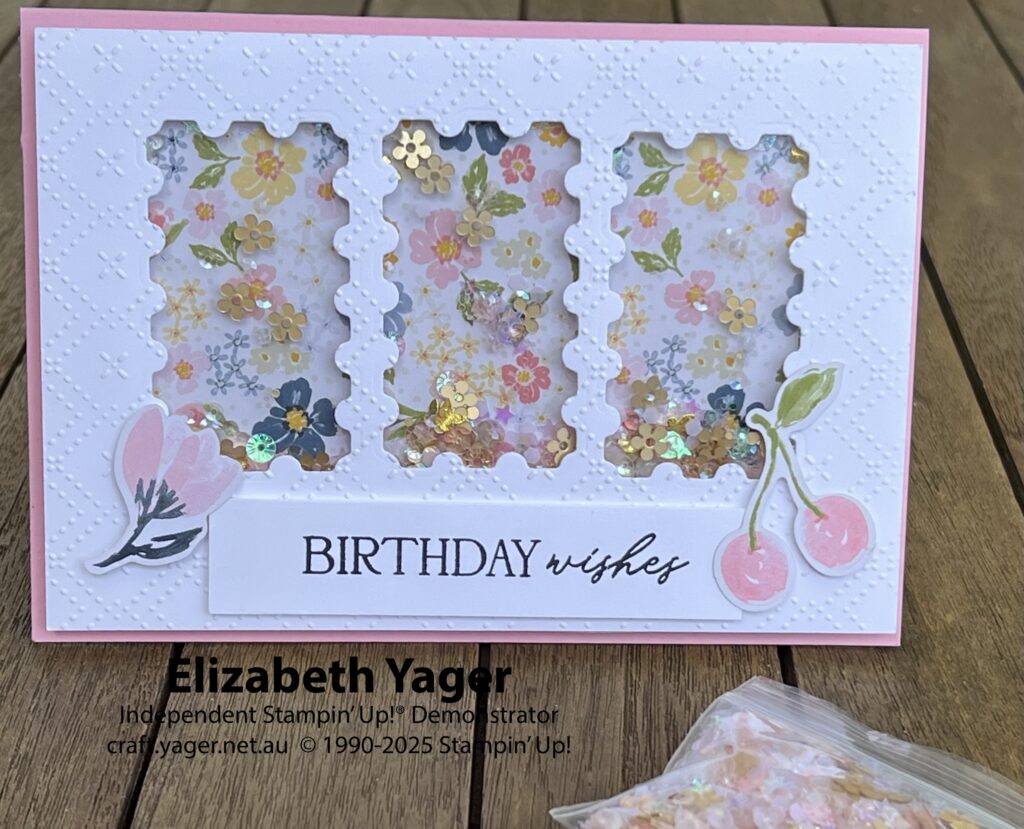 BIRTHDAY wishes
Elizabeth Yager
Independent Stampin' Up!® Demonstrator
craft.yager.net.au © 1990-2025 Stampin' Up!